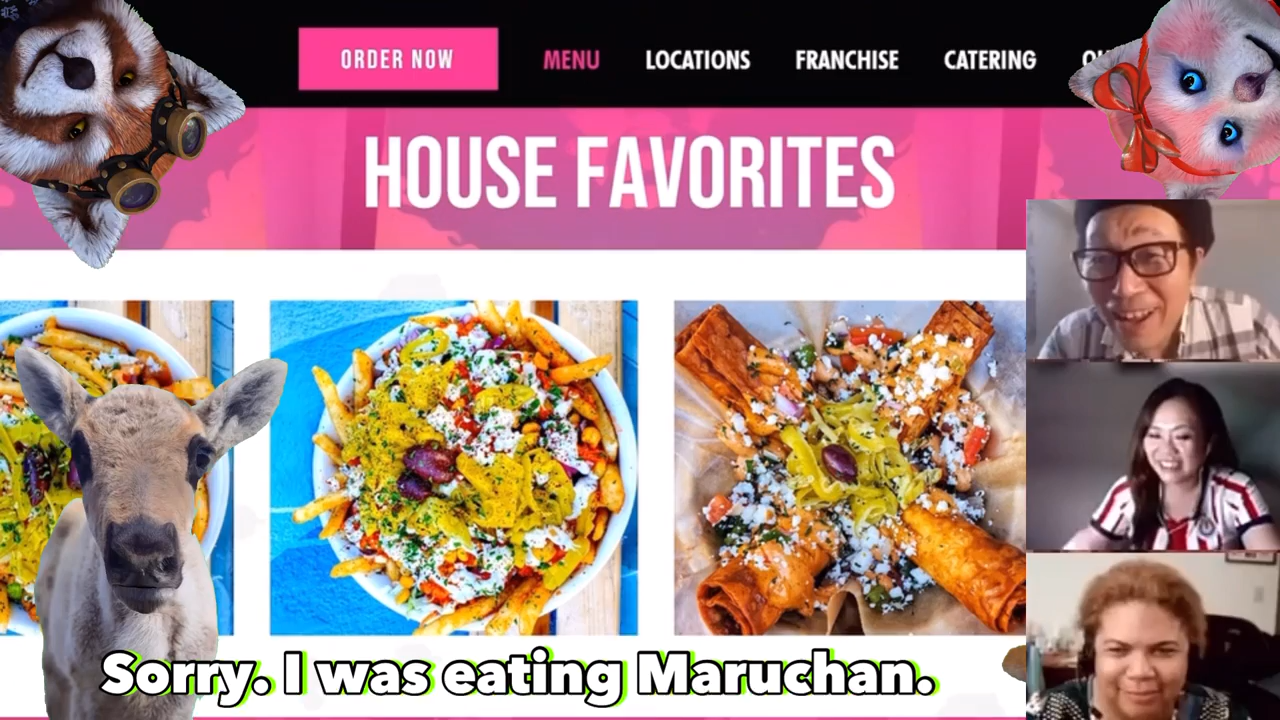 ORDER NOW
MENU
LOCATIONS
FRANCHISE
CATERING
HOUSE FAVORITES
Sorry. I was eating Maruchan.